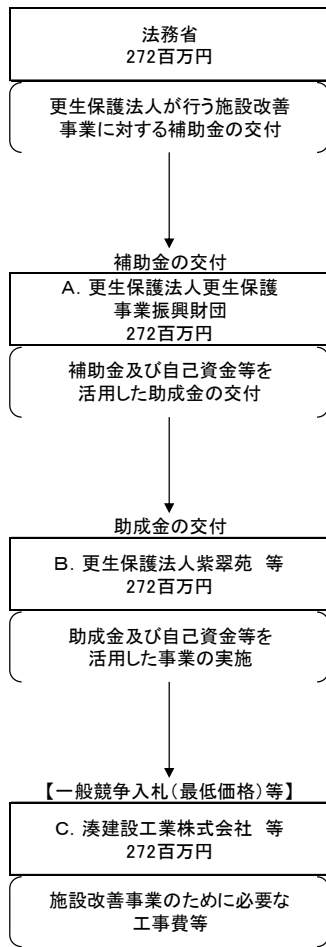 法務省
272百万円
更生保護法人が行う施設改善
事業に対する補助金の交付
補助金の交付
A. 更生保護法人更生保護
事業振興財団
272百万円
補助金及び自己資金等を
活用した助成金の交付
助成金の交付
B. 更生保護法人紫翠苑 等
272百万円
助成金及び自己資金等を
活用した事業の実施
【一般競争入札(最低価格)等】
C. 湊建設工業株式会社 等
272百万円
施設改善事業のために必要な
工事費等